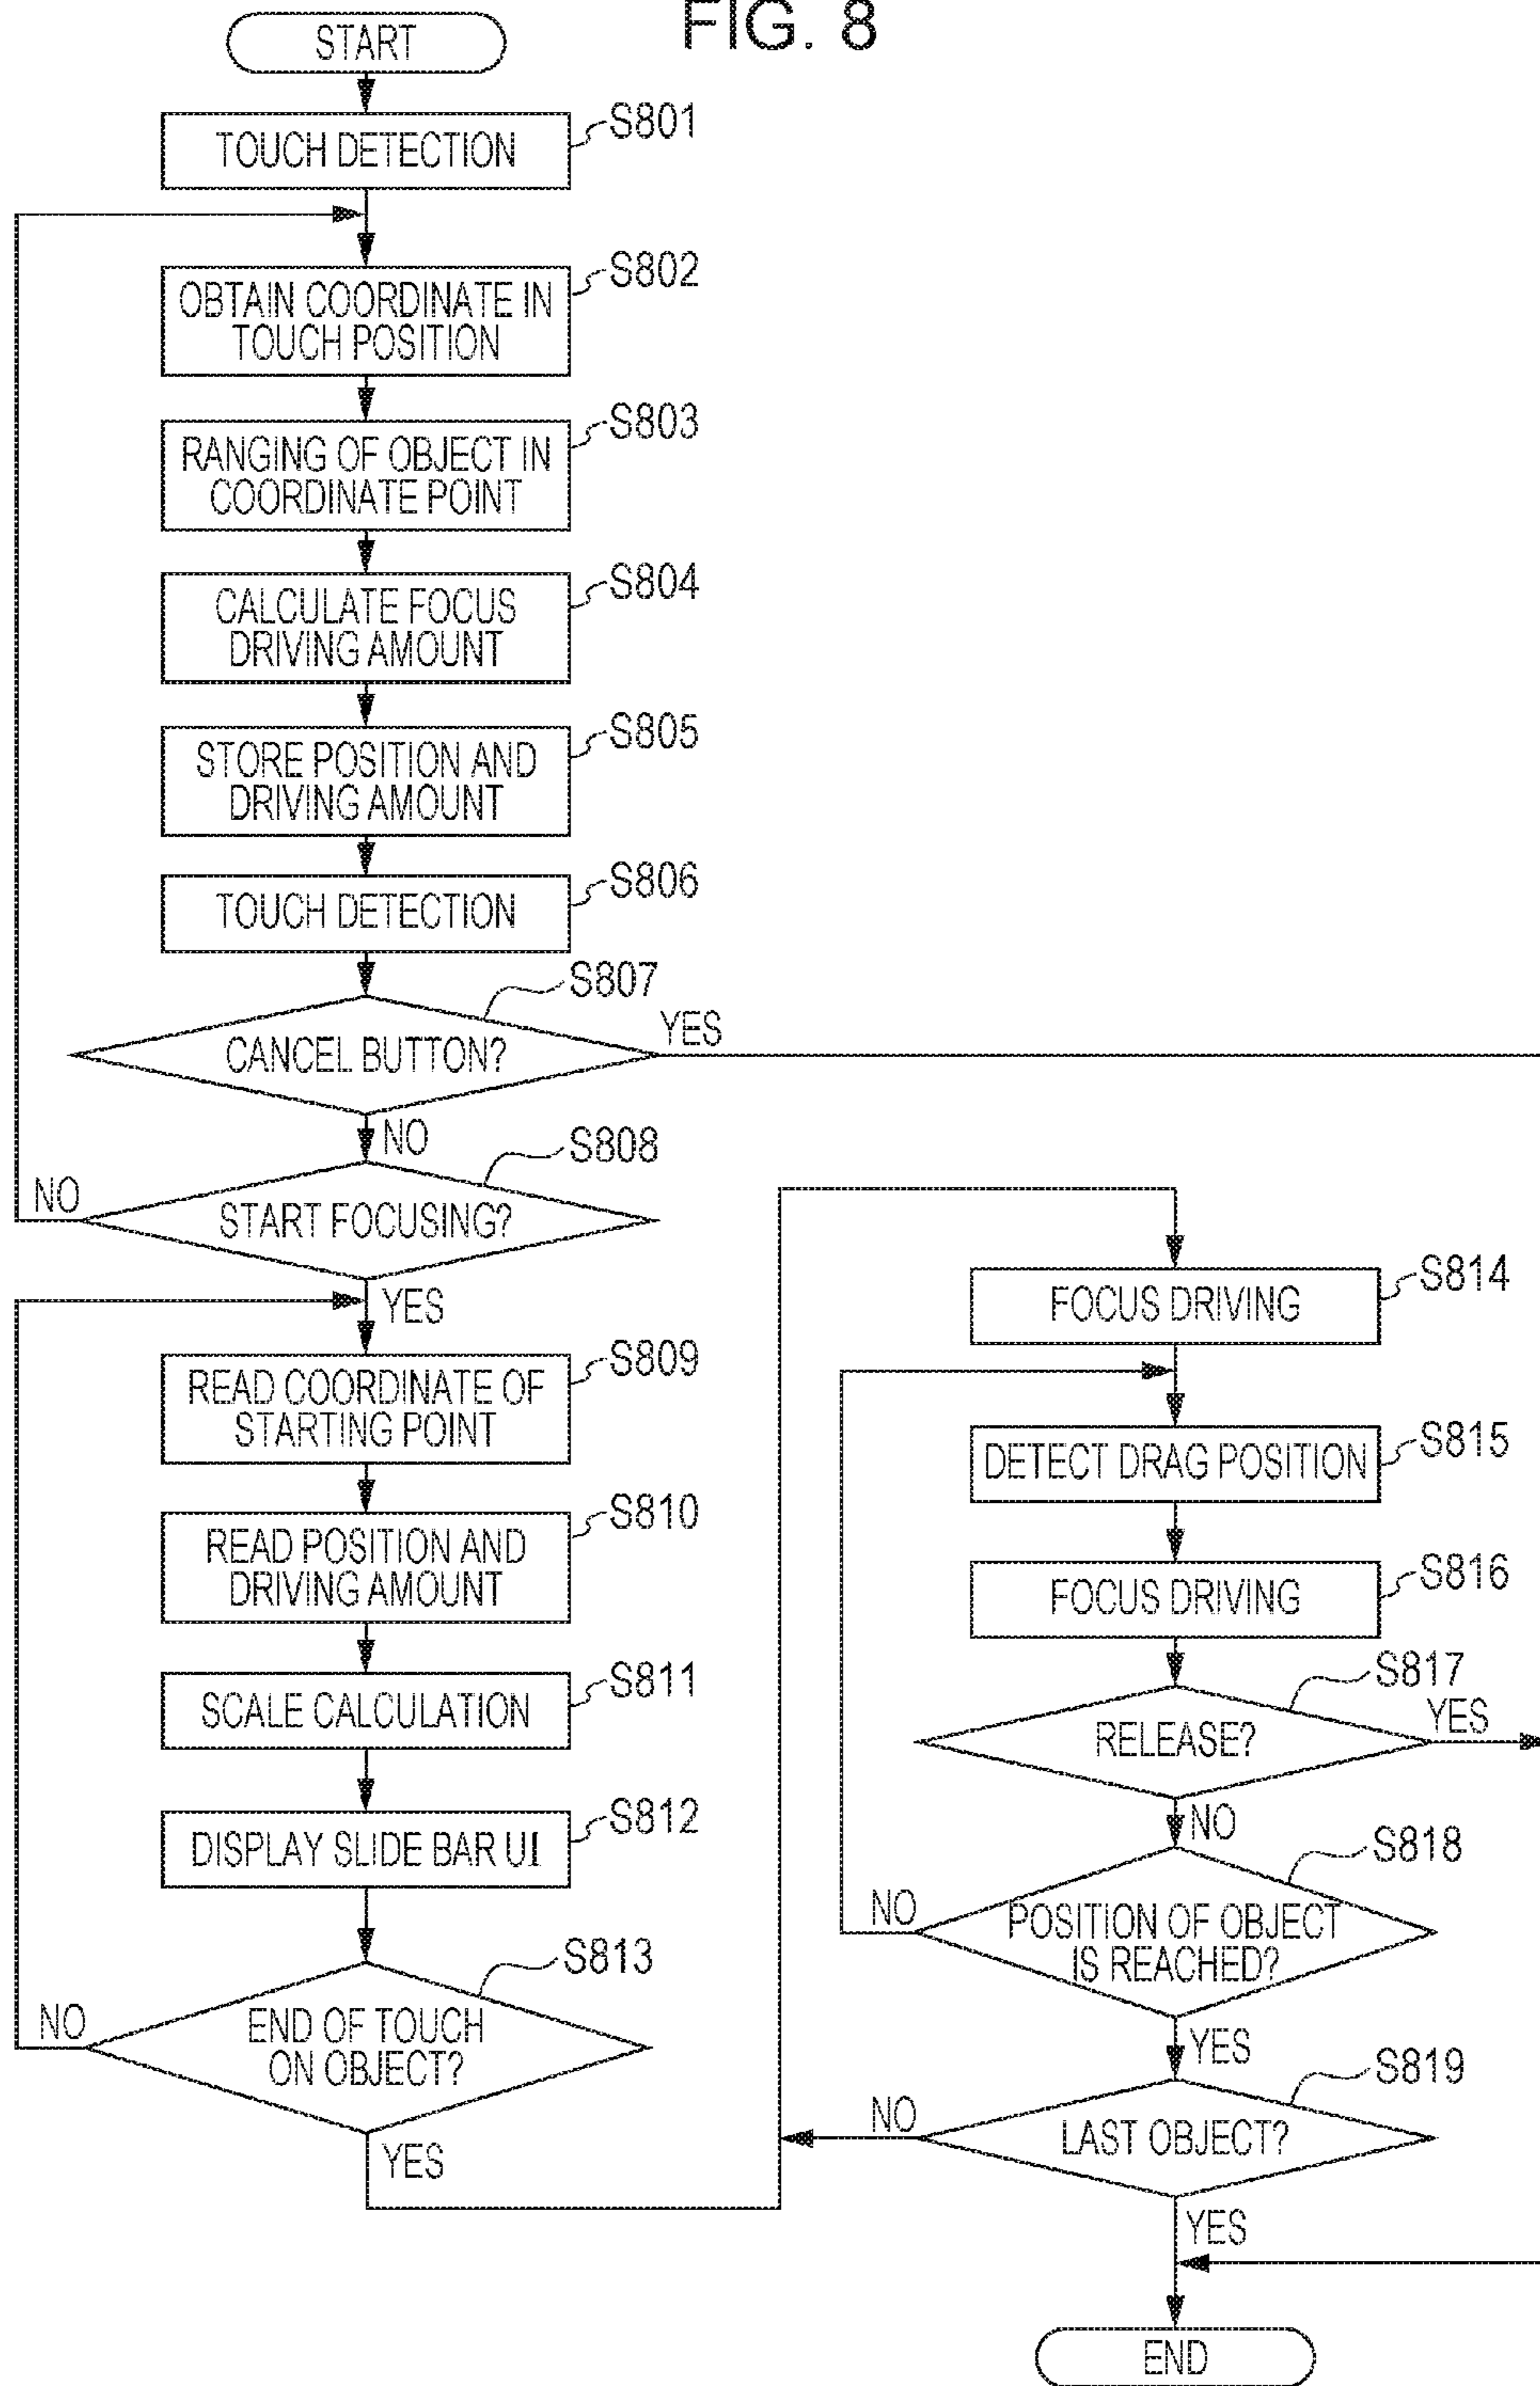 FIG. 8
START
TOUCH DETECTION
S801
OBTAIN COORDINATE IN
TOUCH POSITION
S802
RANGING OF OBJECT IN
COORDINATE POINT
S803
CALCULATE FOCUS
DRIVING AMOUNT
S804
STORE POSITION AND
DRIVING AMOUNT
S805
TOUCH DETECTION
S806
CANCEL BUTTON?
S807
YES
NO
START FOCUSING?
S808
NO
YES
READ COORDINATE OF
STARTING POINT
S809
READ POSITION AND
DRIVING AMOUNT
S810
SCALE CALCULATION
S811
DISPLAY SLIDE BAR UI
S812
END OF TOUCH
ON OBJECT?
S813
NO
YES
FOCUS DRIVING
S814
DETECT DRAG POSITION
S815
FOCUS DRIVING
S816
RELEASE?
S817
YES
NO
POSITION OF OBJECT
IS REACHED?
S818
NO
YES
LAST OBJECT?
S819
NO
YES
END